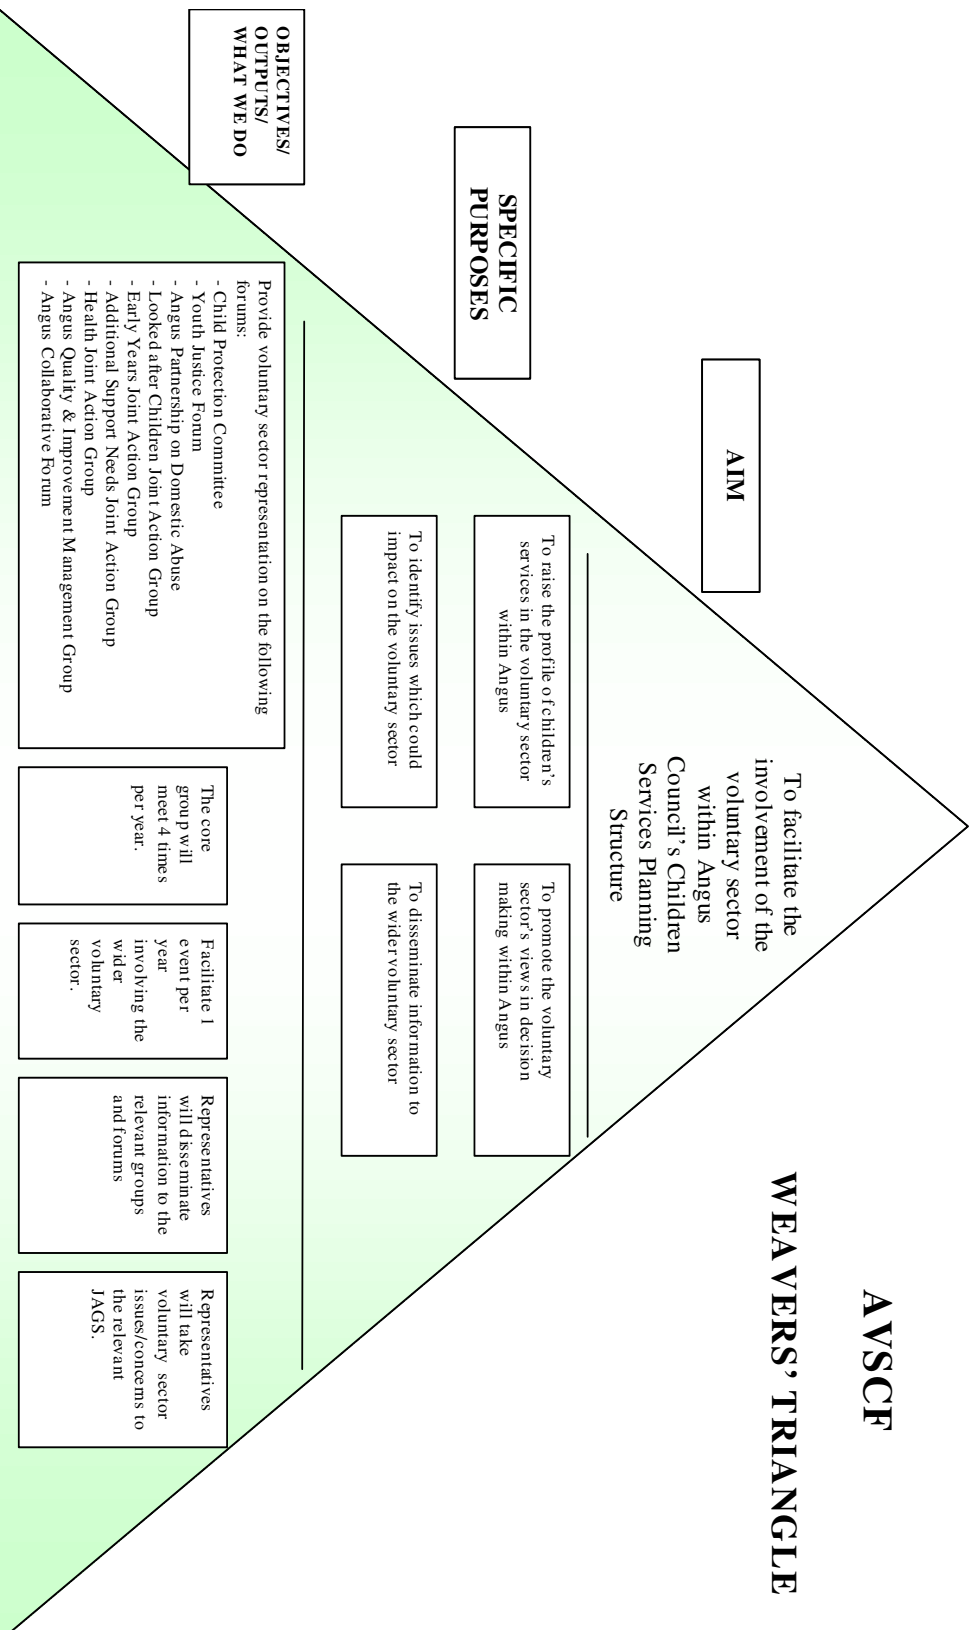 AVSCF
WEAVERS’ TRIANGLE
AIM
To facilitate the
involvement of the
voluntary sector
within Angus
Council’s Children
Services Planning
Structure
SPECIFIC
PURPOSES
To raise the profile of children’s
services in the voluntary sector
within Angus
To promote the voluntary
sector’s views in decision
making within Angus
To identify issues which could
impact on the voluntary sector
To disseminate information to
the wider voluntary sector
OBJECTIVES/
OUTPUTS/
WHAT WE DO
Provide voluntary sector representation on the following
forums:
- Child Protection Committee
- Youth Justice Forum
- Angus Partnership on Domestic Abuse
- Looked after Children Joint Action Group
- Early Years Joint Action Group
- Additional Support Needs Joint Action Group
- Health Joint Action Group
- Angus Quality & Improvement Management Group
- Angus Collaborative Forum
The core
group will
meet 4 times
per year.
Facilitate 1
event per
year
involving the
wider
voluntary
sector.
Representatives
will disseminate
information to the
relevant groups
and forums
Representatives
will take
voluntary sector
issues/concerns to
the relevant
JAGS.